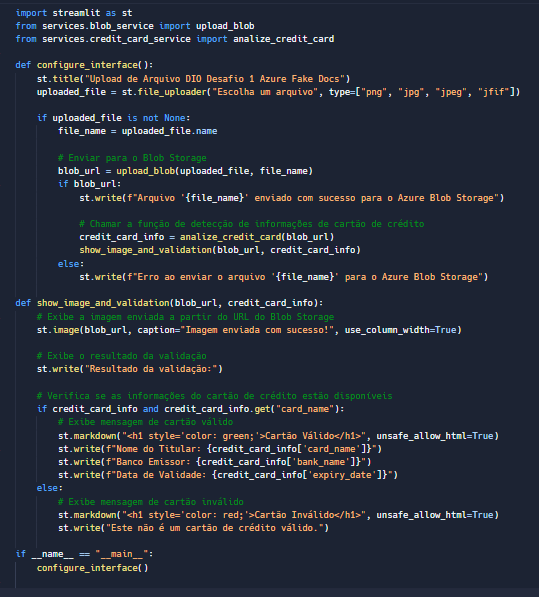 import streamlit as st
from services.blob_service import upload_blob
from services.credit_card_service import analize_credit_card

def configure_interface():
    st.title("Upload de Arquivo DIO Desafio 1 Azure Fake Docs")
    uploaded_file = st.file_uploader("Escolha um arquivo", type=["png", "jpg", "jpeg", "jfif"])

    if uploaded_file is not None:
        file_name = uploaded_file.name

        # Enviar para o Blob Storage
        blob_url = upload_blob(uploaded_file, file_name)
        if blob_url:
            st.write(f"Arquivo '{file_name}' enviado com sucesso para o Azure Blob Storage")

            # Chamar a função de detecção de informações de cartão de crédito
            credit_card_info = analize_credit_card(blob_url)
            show_image_and_validation(blob_url, credit_card_info)
        else:
            st.write(f"Erro ao enviar o arquivo '{file_name}' para o Azure Blob Storage")

def show_image_and_validation(blob_url, credit_card_info):
    # Exibe a imagem enviada a partir do URL do Blob Storage
    st.image(blob_url, caption="Imagem enviada com sucesso!", use_column_width=True)

    # Exibe o resultado da validação
    st.write("Resultado da validação:")

    # Verifica se as informações do cartão de crédito estão disponíveis
    if credit_card_info and credit_card_info.get("card_name"):
        # Exibe mensagem de cartão válido
        st.markdown("<h1 style='color: green;'>Cartão Válido</h1>", unsafe_allow_html=True)
        st.write(f"Nome do Titular: {credit_card_info['card_name']}")
        st.write(f"Banco Emissor: {credit_card_info['bank_name']}")
        st.write(f"Data de Validade: {credit_card_info['expiry_date']}")
    else:
        # Exibe mensagem de cartão inválido
        st.markdown("<h1 style='color: red;'>Cartão Inválido</h1>", unsafe_allow_html=True)
        st.write("Este não é um cartão de crédito válido.")

if __name__ == "__main__":
    configure_interface()